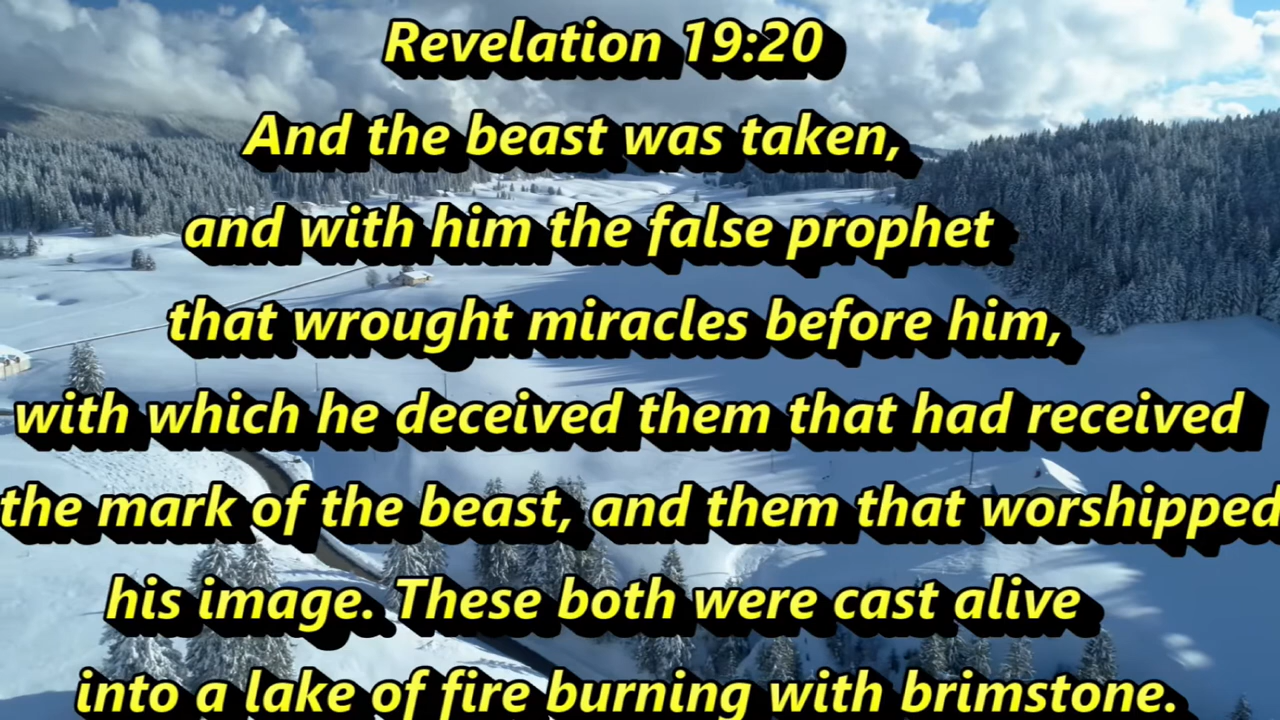 Revelation 19:20
And the beast was taken,
and with him the false prophet
that wrought miracles before him,
with which he deceived them that had received
the mark of the beast, and them that worshipped
his image. These both were cast alive
into a lake of fire burning with brimstone.